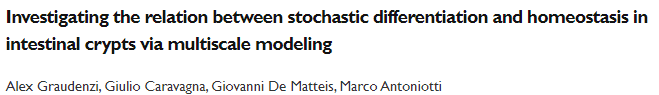 Investigating the relation between stochastic differentiation and homeostasis in
intestinal crypts via multiscale modeling
Alex Graudenzi, Giulio Caravagna, Giovanni De Matteis, Marco Antoniotti